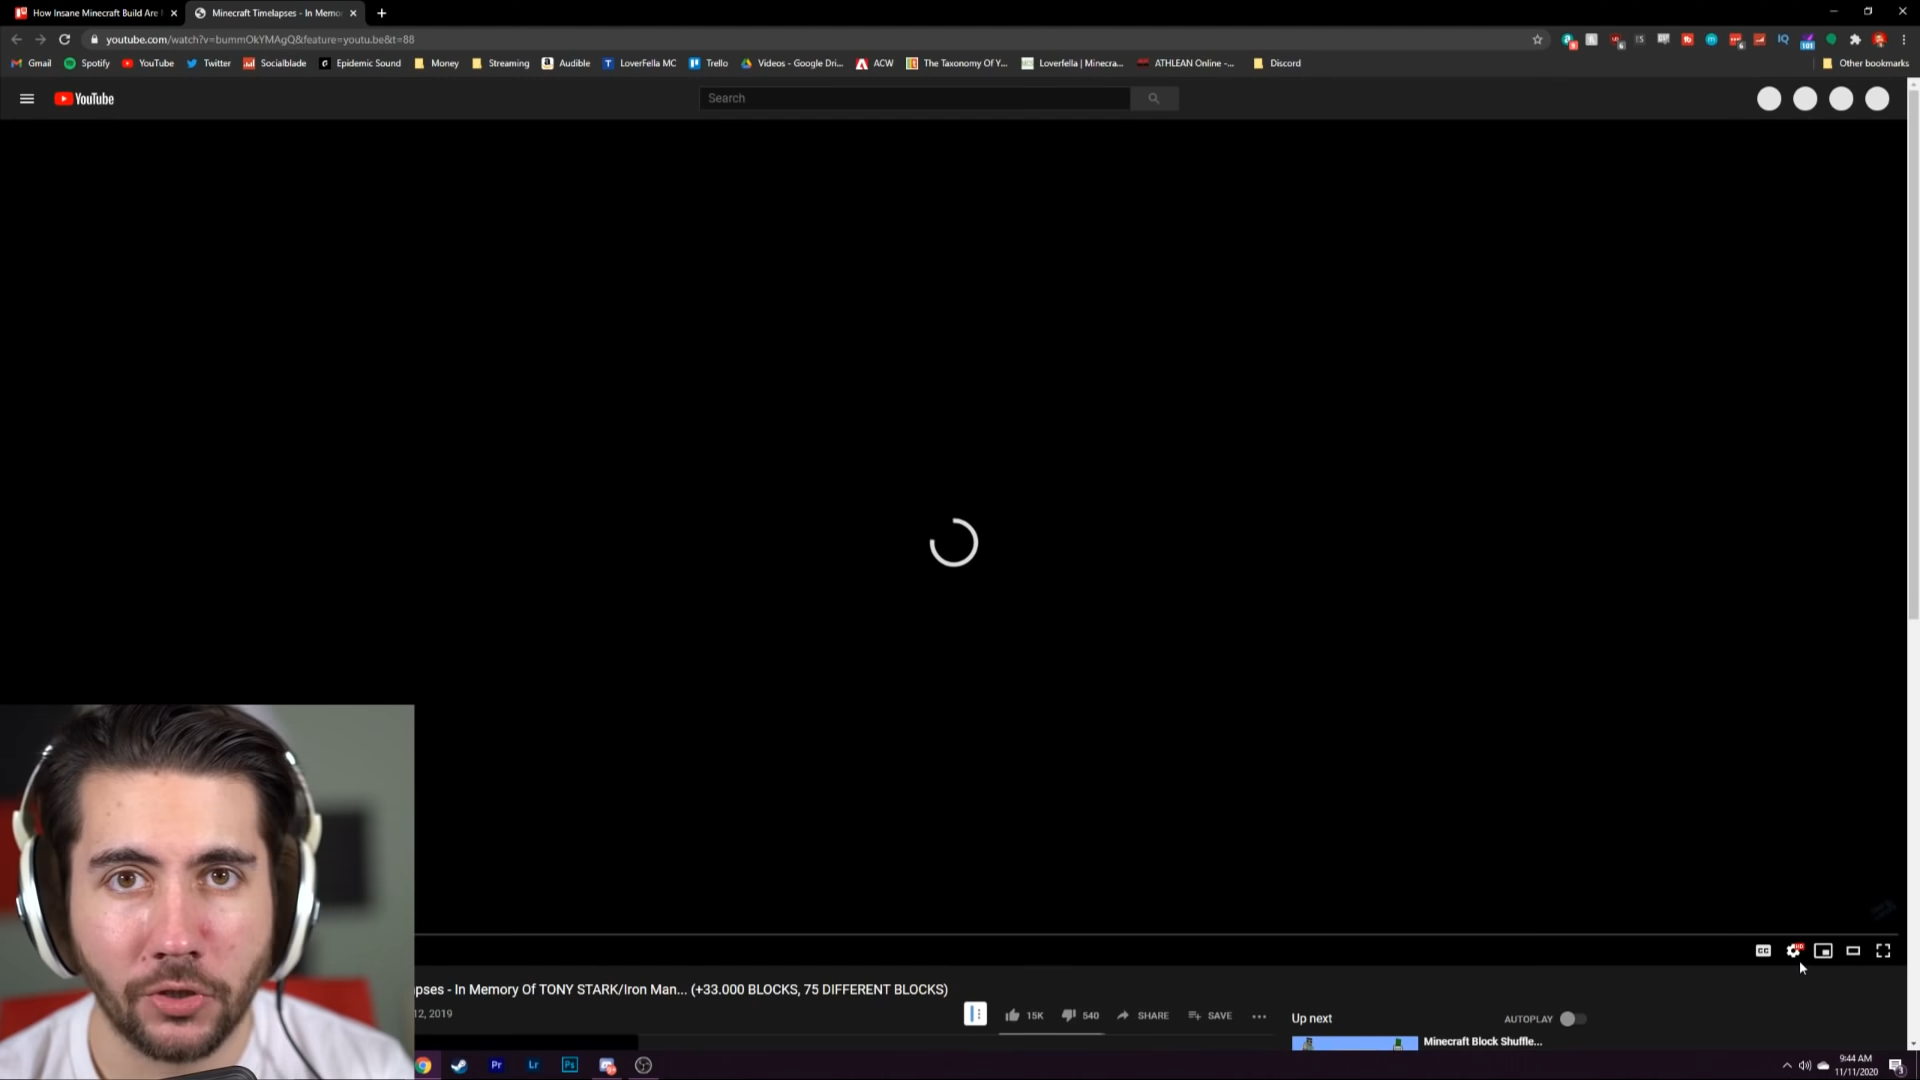 How Insane Minecraft Build Are
Minecraft Timelapses - In Memo
youtube.com/watch?v=bummOkYMAgQ&feature=youtu.be&t=88
Gmail Spotify YouTube Twitter Socialblade Epidemic Sound Money Streaming Audible LoverFella MC Trello Videos - Google Dri... ACW The Taxonomy Of Y... Loverfella | Minecra... ATHLEAN Online -... Discord Other bookmarks
YouTube
Search
pses - In Memory Of TONY STARK/Iron Man... (+33.000 BLOCKS, 75 DIFFERENT BLOCKS)
12, 2019
15K 540 SHARE SAVE
Up next AUTOPLAY
Minecraft Block Shuffle...
Pr Lr Ps
9:44 AM
11/11/2020